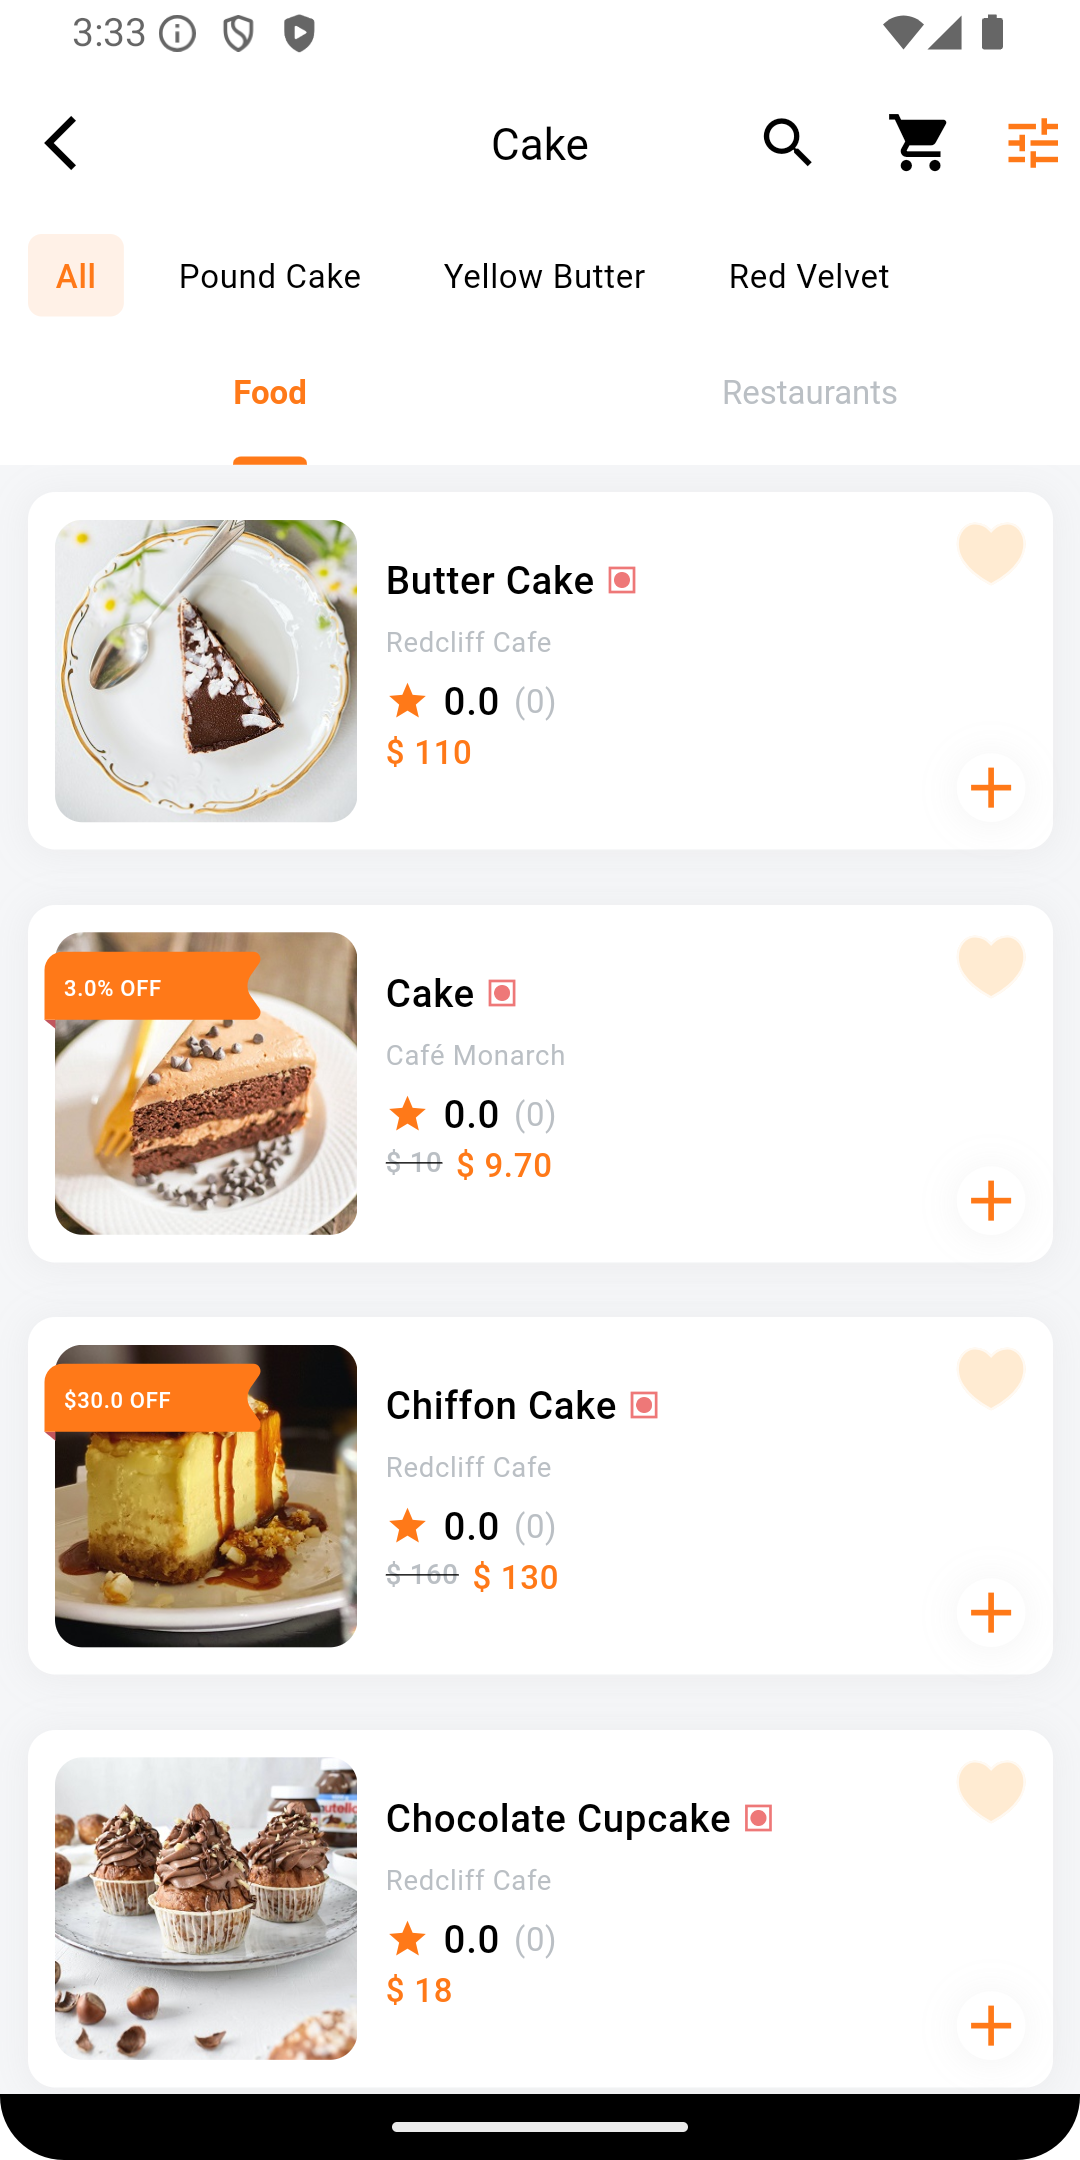 3:33
Cake
All Pound Cake Yellow Butter Red Velvet
Food Restaurants
Butter Cake
Redcliff Cafe
0.0 (0)
$ 110
3.0% OFF
Cake
Café Monarch
0.0 (0)
$ 10 $ 9.70
$30.0 OFF
Chiffon Cake
Redcliff Cafe
0.0 (0)
$ 160 $ 130
nutella
Chocolate Cupcake
Redcliff Cafe
0.0 (0)
$ 18